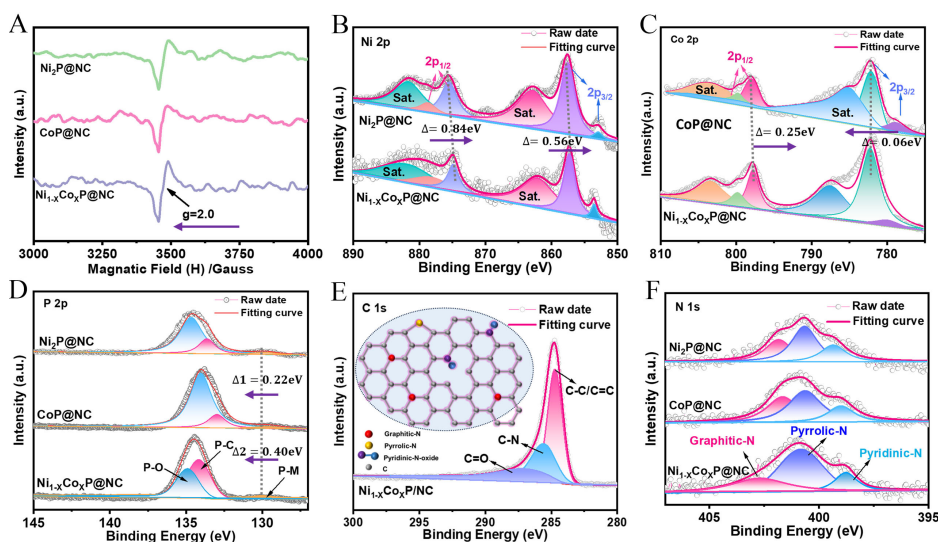 A
Ni₂P@NC
CoP@NC
Ni₁₋ₓCoₓP@NC
g=2.0
Intensity (a.u.)
3000 3250 3500 3750 4000
Magnetic Field (H) /Gauss
B
Ni 2p
Raw date
Fitting curve
2p₁/₂
2p₃/₂
Sat.
Sat.
Ni₂P@NC
Δ= 0.84eV
Δ= 0.56eV
Sat.
Sat.
Ni₁₋ₓCoₓP@NC
Intensity (a.u.)
890 880 870 860 850
Binding Energy (eV)
C
Co 2p
Raw date
Fitting curve
2p₁/₂
2p₃/₂
Sat.
Sat.
CoP@NC
Δ= 0.25eV
Δ= 0.06eV
Ni₁₋ₓCoₓP@NC
Intensity (a.u.)
810 800 790 780
Binding Energy (eV)
D
P 2p
Raw date
Fitting curve
Ni₂P@NC
Δ1 = 0.22eV
CoP@NC
Δ2 = 0.40eV
P-C
P-O
P-M
Ni₁₋ₓCoₓP@NC
Intensity (a.u.)
145 140 135 130
Binding Energy (eV)
E
C 1s
Raw date
Fitting curve
C-C/C=C
C-N
C=O
Graphitic-N
Pyrrolic-N
Pyridinic-N-oxide
C
Ni₁₋ₓCoₓP/NC
Intensity (a.u.)
300 295 290 285 280
Binding Energy (eV)
F
N 1s
Raw date
Fitting curve
Ni₂P@NC
CoP@NC
Graphitic-N
Pyrrolic-N
Ni₁₋ₓCoₓP@NC
Pyridinic-N
Intensity (a.u.)
405 400 395
Binding Energy (eV)